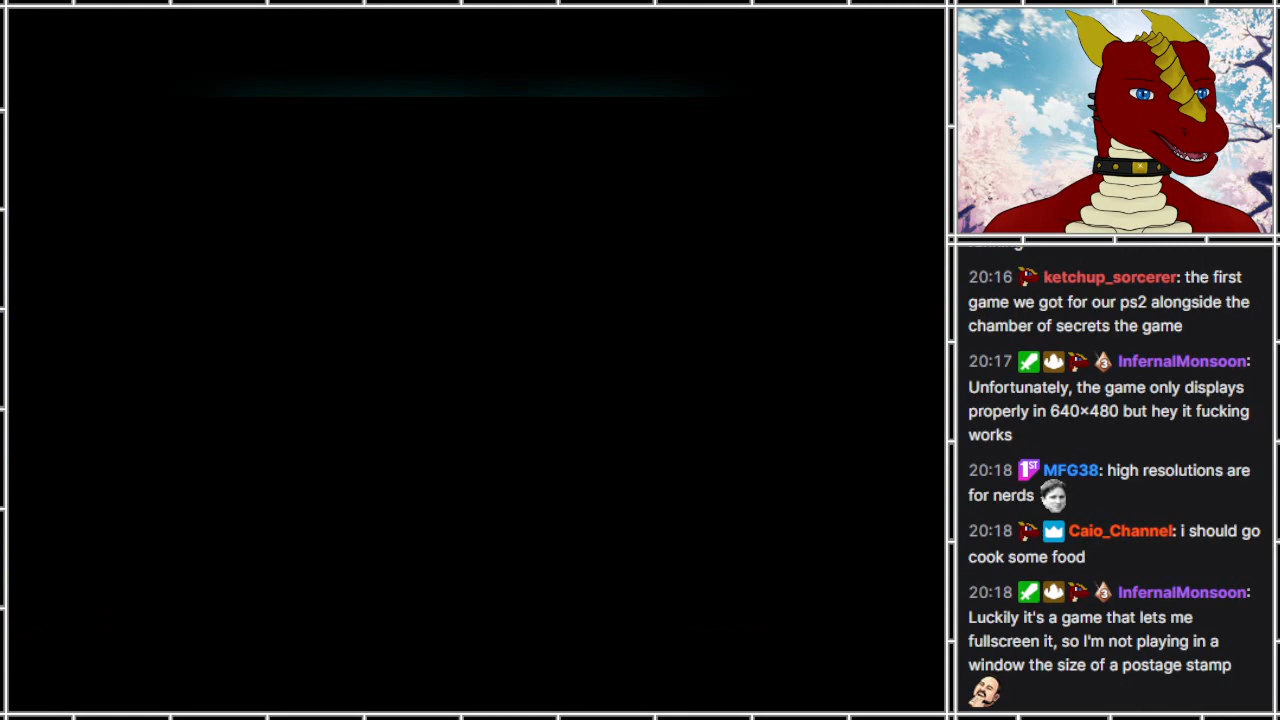 20:16 ketchup_sorcerer: the first
game we got for our ps2 alongside the
chamber of secrets the game
20:17 InfernalMonsoon:
Unfortunately, the game only displays
properly in 640×480 but hey it fucking
works
20:18 1ST MFG38: high resolutions are
for nerds
20:18 Caio_Channel: i should go
cook some food
20:18 InfernalMonsoon:
Luckily it's a game that lets me
fullscreen it, so I'm not playing in a
window the size of a postage stamp